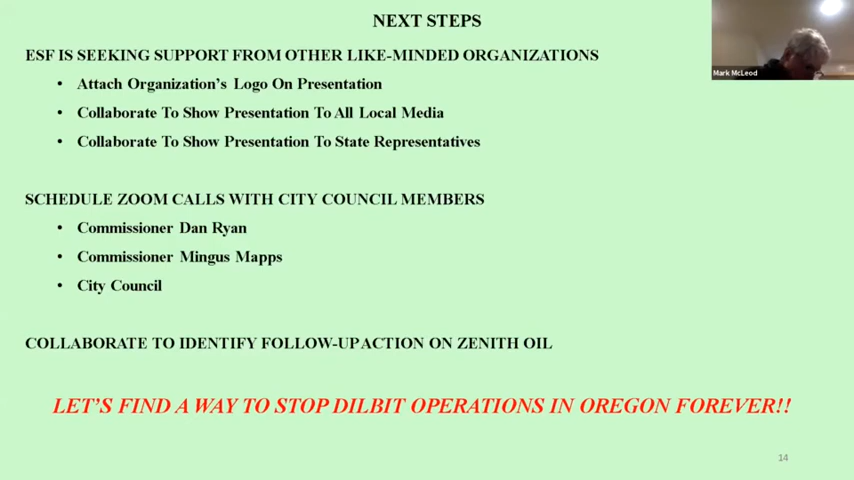 NEXT STEPS
Mark McLeod
ESF IS SEEKING SUPPORT FROM OTHER LIKE-MINDED ORGANIZATIONS
• Attach Organization's Logo On Presentation
• Collaborate To Show Presentation To All Local Media
• Collaborate To Show Presentation To State Representatives
SCHEDULE ZOOM CALLS WITH CITY COUNCIL MEMBERS
• Commissioner Dan Ryan
• Commissioner Mingus Mapps
• City Council
COLLABORATE TO IDENTIFY FOLLOW-UP ACTION ON ZENITH OIL
LET'S FIND A WAY TO STOP DILBIT OPERATIONS IN OREGON FOREVER!!
14